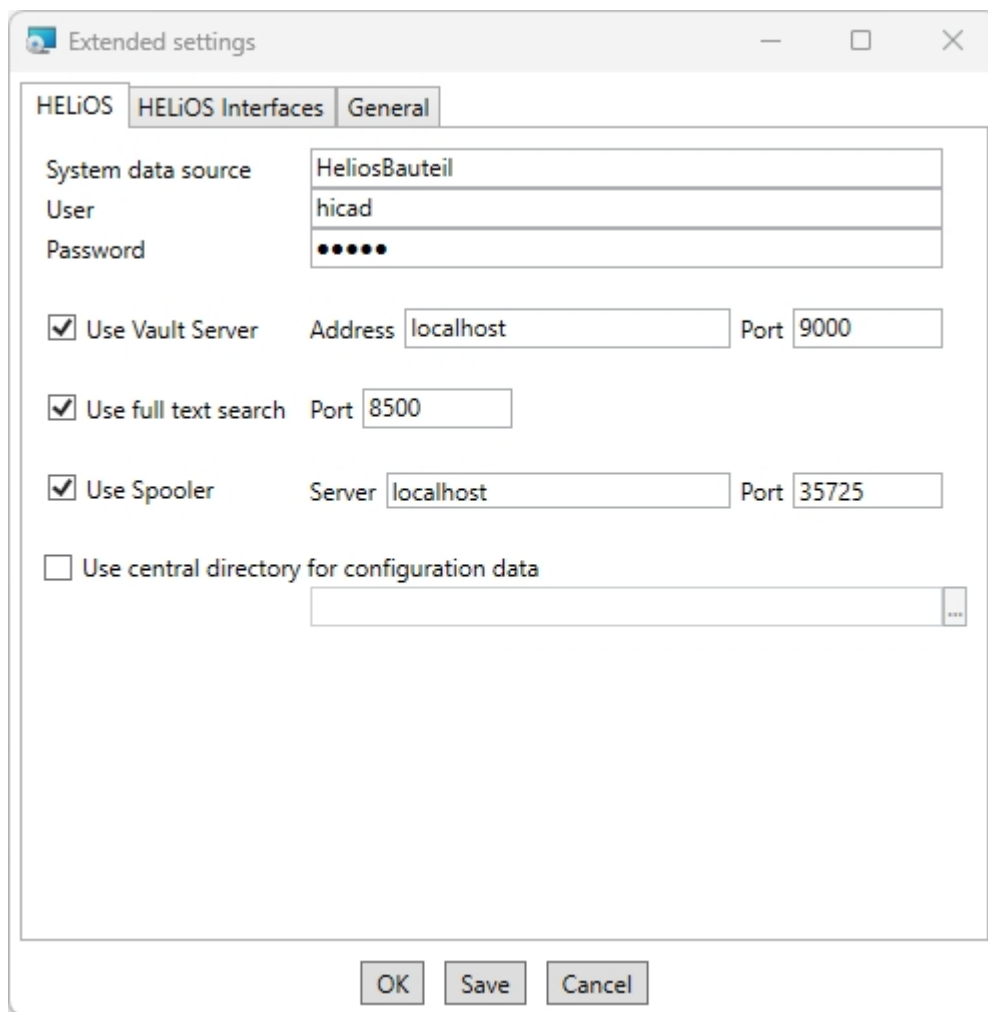 Extended settings
HELiOS HELiOS Interfaces General
System data source HeliosBauteil
User hicad
Password •••••
Use Vault Server Address localhost Port 9000
Use full text search Port 8500
Use Spooler Server localhost Port 35725
Use central directory for configuration data
...
OK Save Cancel